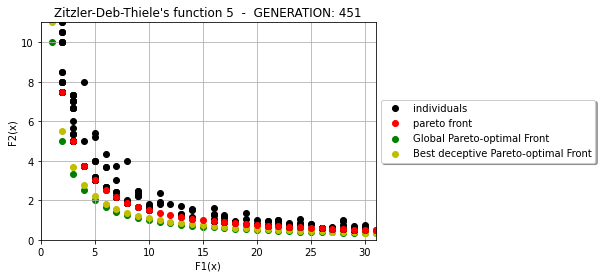 Zitzler-Deb-Thiele's function 5 - GENERATION: 451
F2(x)
10
8
6
4
2
0
0
5
10
15
20
25
30
F1(x)
individuals
pareto front
Global Pareto-optimal Front
Best deceptive Pareto-optimal Front